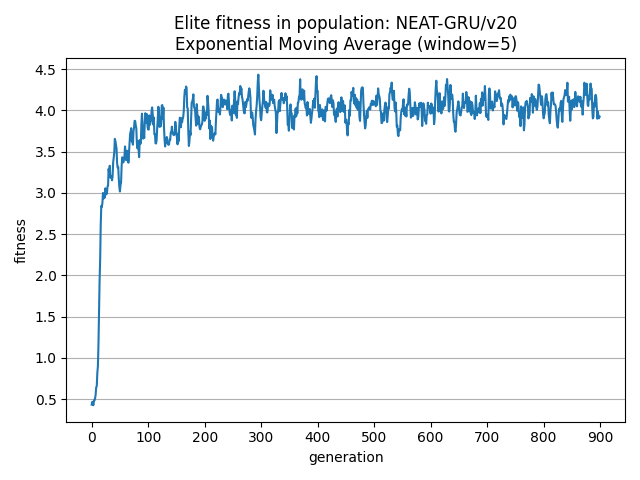 Elite fitness in population: NEAT-GRU/v20
Exponential Moving Average (window=5)
4.5
4.0
3.5
3.0
2.5
2.0
1.5
1.0
0.5
fitness
0 100 200 300 400 500 600 700 800 900
generation